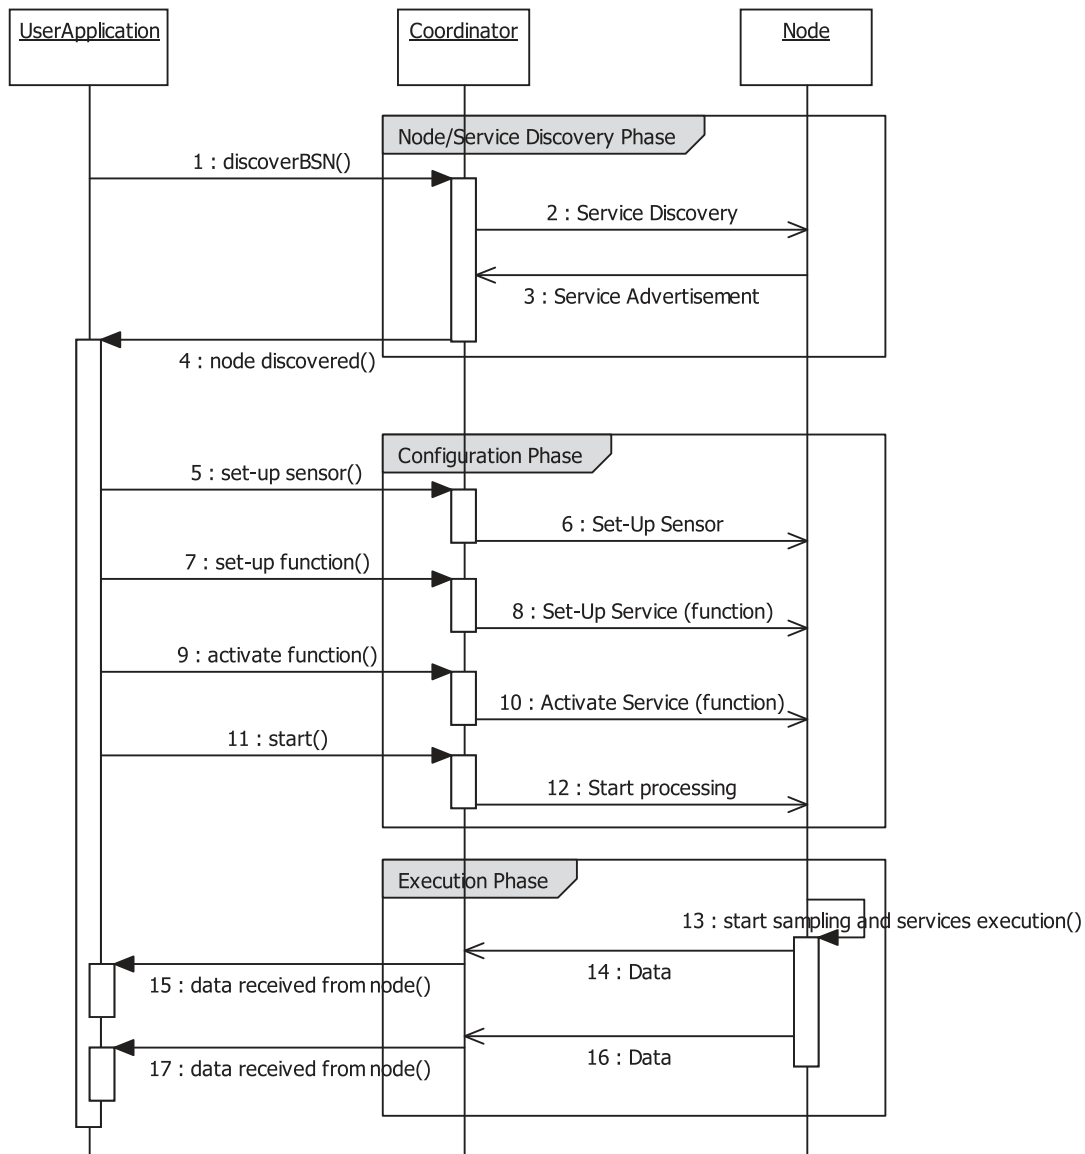 UserApplication
Coordinator
Node
Node/Service Discovery Phase
1 : discoverBSN()
2 : Service Discovery
3 : Service Advertisement
4 : node discovered()
Configuration Phase
5 : set-up sensor()
6 : Set-Up Sensor
7 : set-up function()
8 : Set-Up Service (function)
9 : activate function()
10 : Activate Service (function)
11 : start()
12 : Start processing
Execution Phase
13 : start sampling and services execution()
14 : Data
15 : data received from node()
16 : Data
17 : data received from node()